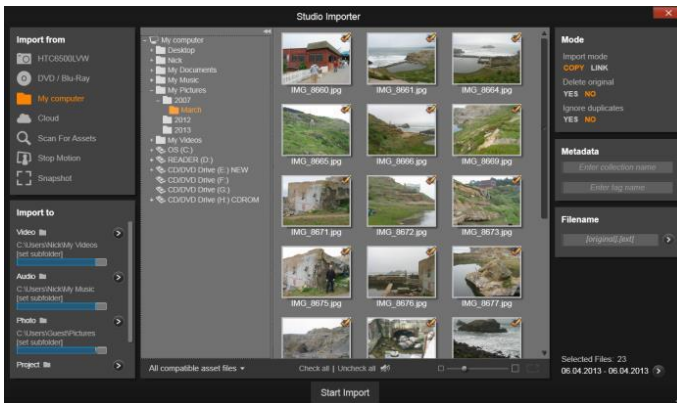 Studio Importer
Import from
HTC6500LVW
DVD / Blu-Ray
My computer
Cloud
Scan For Assets
Stop Motion
Snapshot
Import to
Video
C:\Users\Nick\My Videos
[set subfolder]
Audio
C:\Users\Nick\My Music
[set subfolder]
Photo
C:\Users\Guest\Pictures
[set subfolder]
Project
My computer
Desktop
Nick
My Documents
My Music
My Pictures
2007
March
2012
2013
My Videos
OS (C:)
READER (D:)
CD/DVD Drive (E:) NEW
CD/DVD Drive (F:)
CD/DVD Drive (G:)
CD/DVD Drive (H:) CDROM
IMG_8660.jpg IMG_8661.jpg IMG_8664.jpg
IMG_8665.jpg IMG_8666.jpg IMG_8669.jpg
IMG_8671.jpg IMG_8672.jpg IMG_8673.jpg
IMG_8675.jpg IMG_8676.jpg IMG_8677.jpg
All compatible asset files
Check all | Uncheck all
Mode
Import mode
COPY LINK
Delete original
YES NO
Ignore duplicates
YES NO
Metadata
Enter collection name
Enter tag name
Filename
[original].[ext]
Selected Files: 23
06.04.2013 - 06.04.2013
Start Import